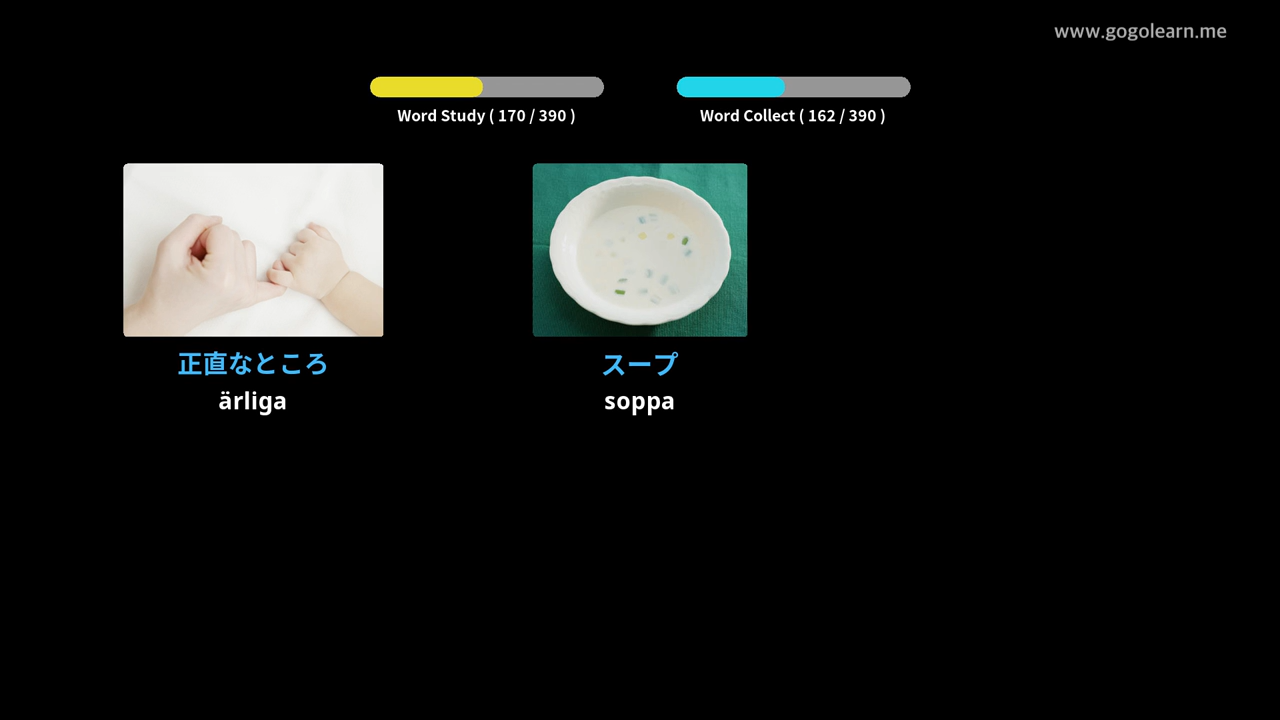 www.gogolearn.me
Word Study ( 170 / 390 )
Word Collect ( 162 / 390 )
正直なところ
ärliga
スープ
soppa